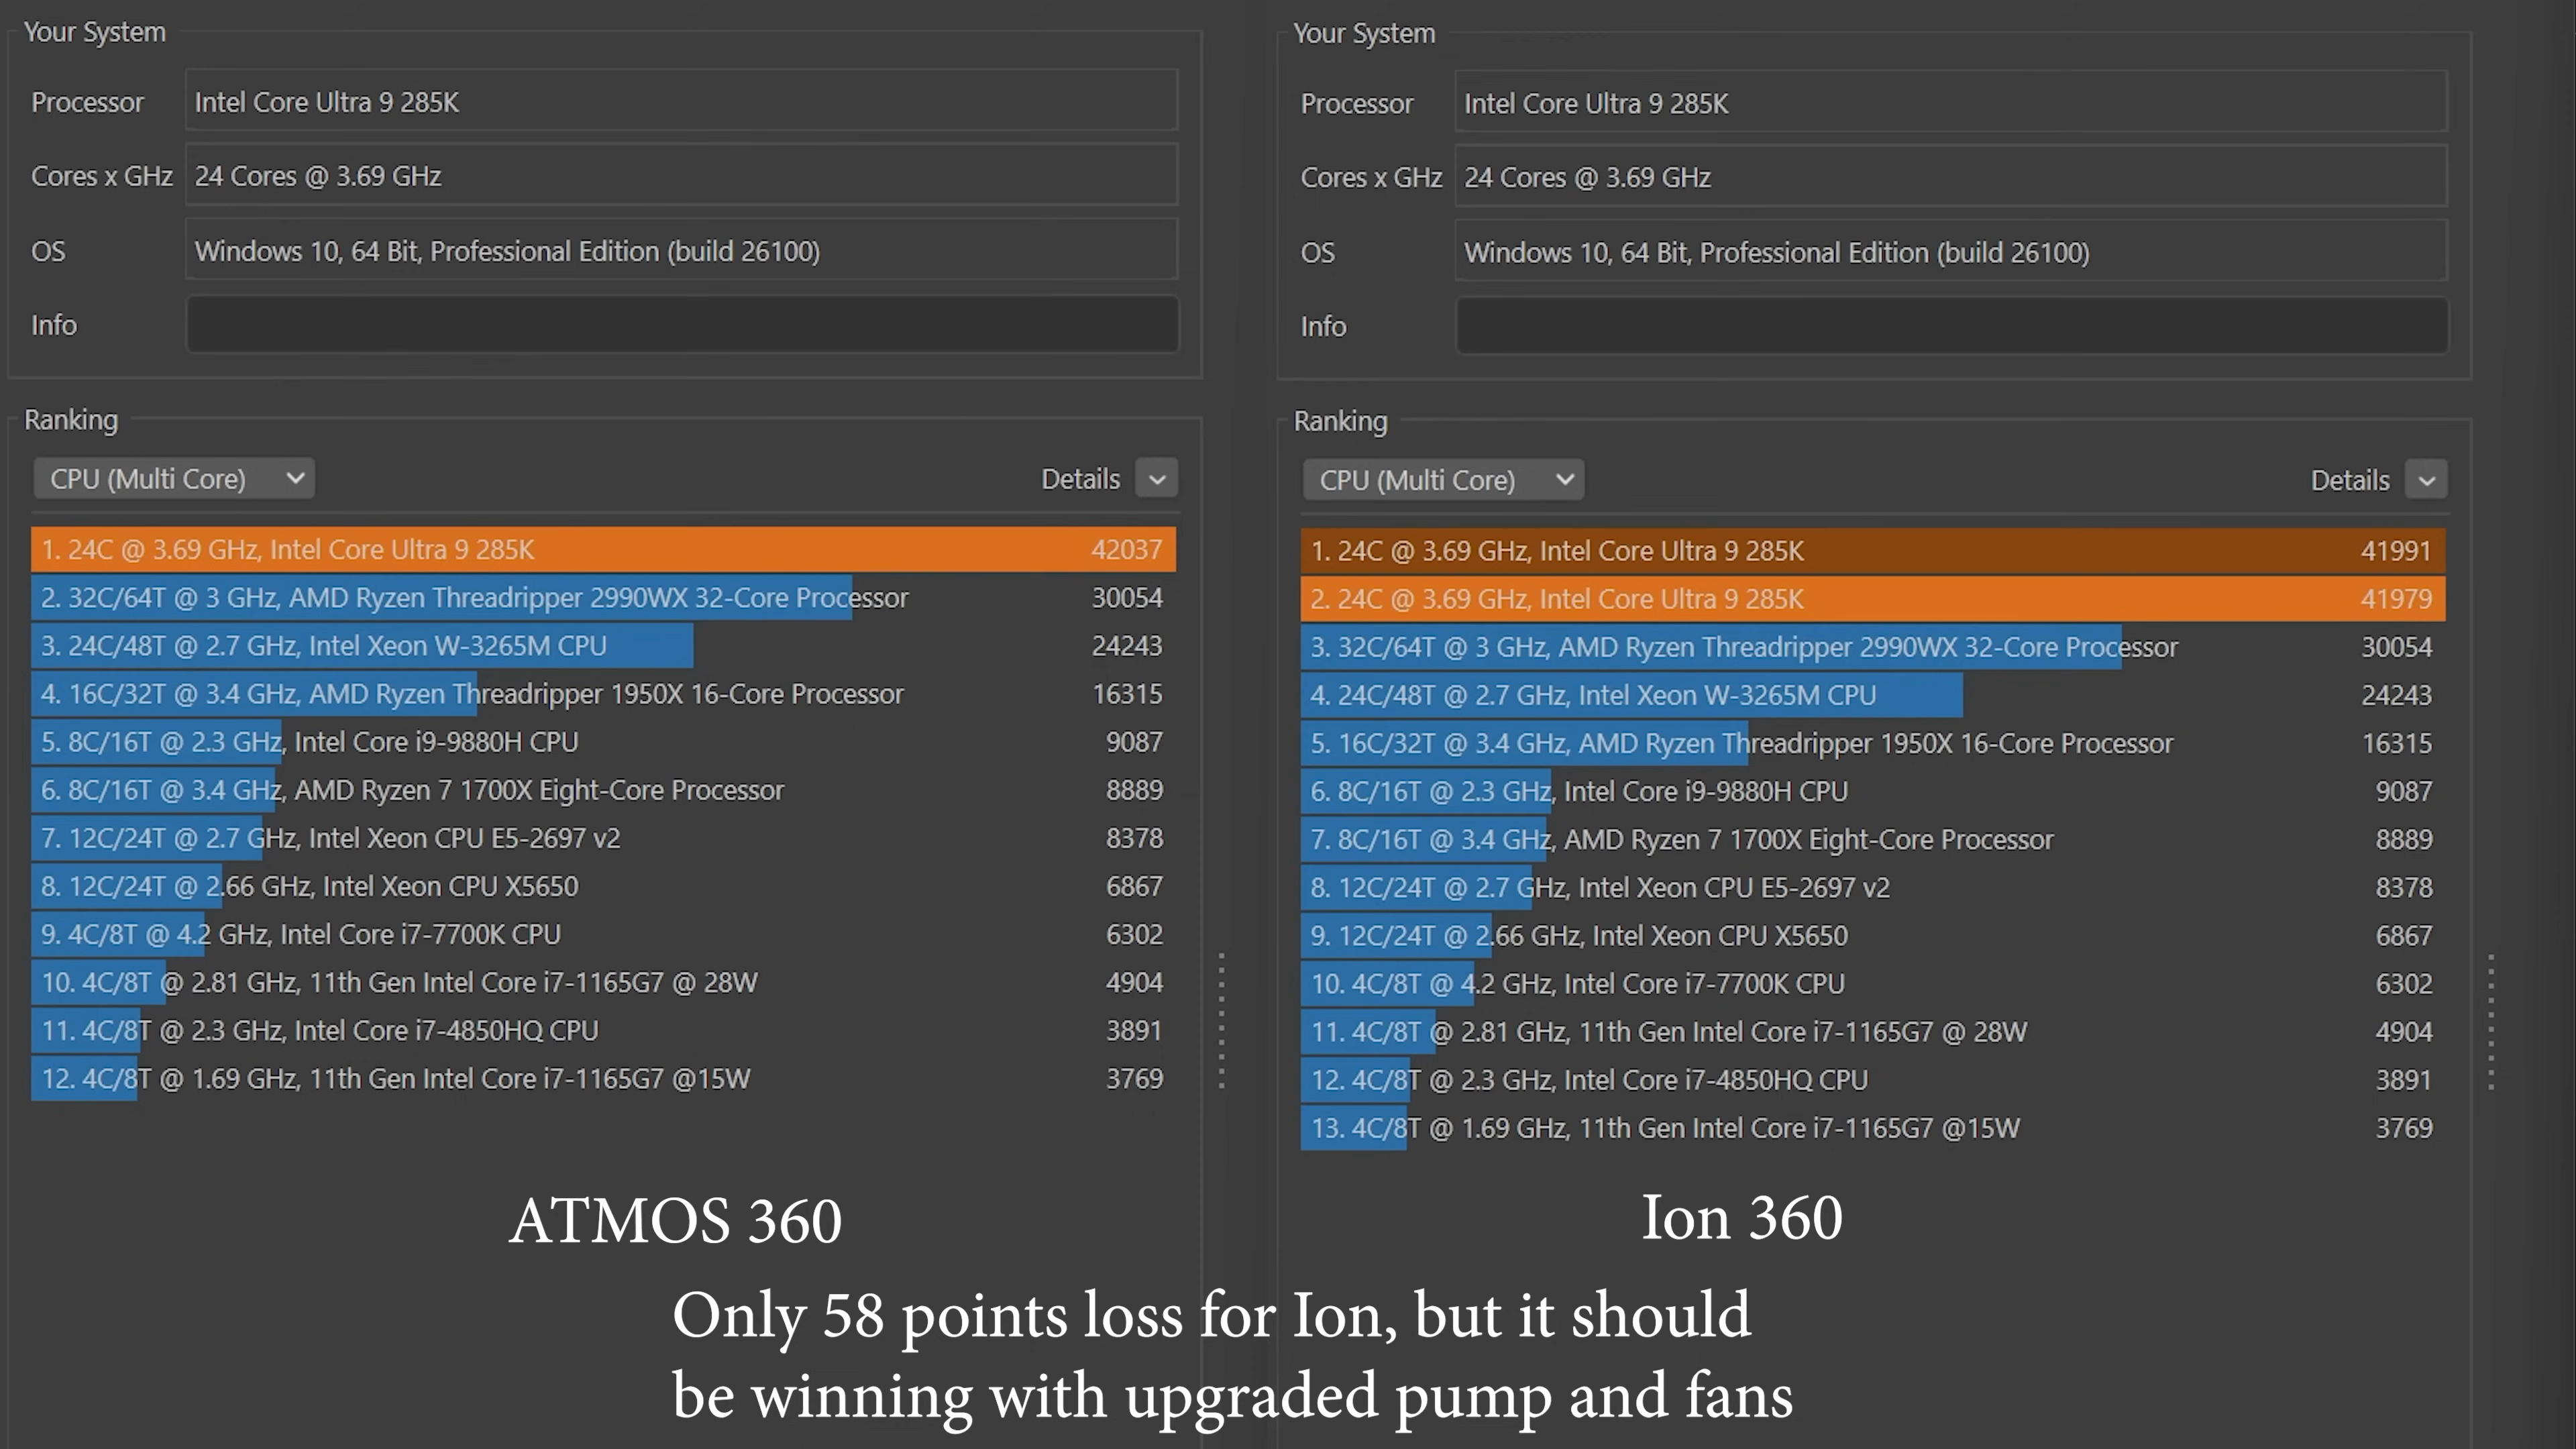 Your System
Processor Intel Core Ultra 9 285K
Cores x GHz 24 Cores @ 3.69 GHz
OS Windows 10, 64 Bit, Professional Edition (build 26100)
Info
Ranking
CPU (Multi Core) Details
1. 24C @ 3.69 GHz, Intel Core Ultra 9 285K 42037
2. 32C/64T @ 3 GHz, AMD Ryzen Threadripper 2990WX 32-Core Processor 30054
3. 24C/48T @ 2.7 GHz, Intel Xeon W-3265M CPU 24243
4. 16C/32T @ 3.4 GHz, AMD Ryzen Threadripper 1950X 16-Core Processor 16315
5. 8C/16T @ 2.3 GHz, Intel Core i9-9880H CPU 9087
6. 8C/16T @ 3.4 GHz, AMD Ryzen 7 1700X Eight-Core Processor 8889
7. 12C/24T @ 2.7 GHz, Intel Xeon CPU E5-2697 v2 8378
8. 12C/24T @ 2.66 GHz, Intel Xeon CPU X5650 6867
9. 4C/8T @ 4.2 GHz, Intel Core i7-7700K CPU 6302
10. 4C/8T @ 2.81 GHz, 11th Gen Intel Core i7-1165G7 @ 28W 4904
11. 4C/8T @ 2.3 GHz, Intel Core i7-4850HQ CPU 3891
12. 4C/8T @ 1.69 GHz, 11th Gen Intel Core i7-1165G7 @15W 3769
ATMOS 360
Your System
Processor Intel Core Ultra 9 285K
Cores x GHz 24 Cores @ 3.69 GHz
OS Windows 10, 64 Bit, Professional Edition (build 26100)
Info
Ranking
CPU (Multi Core) Details
1. 24C @ 3.69 GHz, Intel Core Ultra 9 285K 41991
2. 24C @ 3.69 GHz, Intel Core Ultra 9 285K 41979
3. 32C/64T @ 3 GHz, AMD Ryzen Threadripper 2990WX 32-Core Processor 30054
4. 24C/48T @ 2.7 GHz, Intel Xeon W-3265M CPU 24243
5. 16C/32T @ 3.4 GHz, AMD Ryzen Threadripper 1950X 16-Core Processor 16315
6. 8C/16T @ 2.3 GHz, Intel Core i9-9880H CPU 9087
7. 8C/16T @ 3.4 GHz, AMD Ryzen 7 1700X Eight-Core Processor 8889
8. 12C/24T @ 2.7 GHz, Intel Xeon CPU E5-2697 v2 8378
9. 12C/24T @ 2.66 GHz, Intel Xeon CPU X5650 6867
10. 4C/8T @ 4.2 GHz, Intel Core i7-7700K CPU 6302
11. 4C/8T @ 2.81 GHz, 11th Gen Intel Core i7-1165G7 @ 28W 4904
12. 4C/8T @ 2.3 GHz, Intel Core i7-4850HQ CPU 3891
13. 4C/8T @ 1.69 GHz, 11th Gen Intel Core i7-1165G7 @15W 3769
Ion 360
Only 58 points loss for Ion, but it should
be winning with upgraded pump and fans